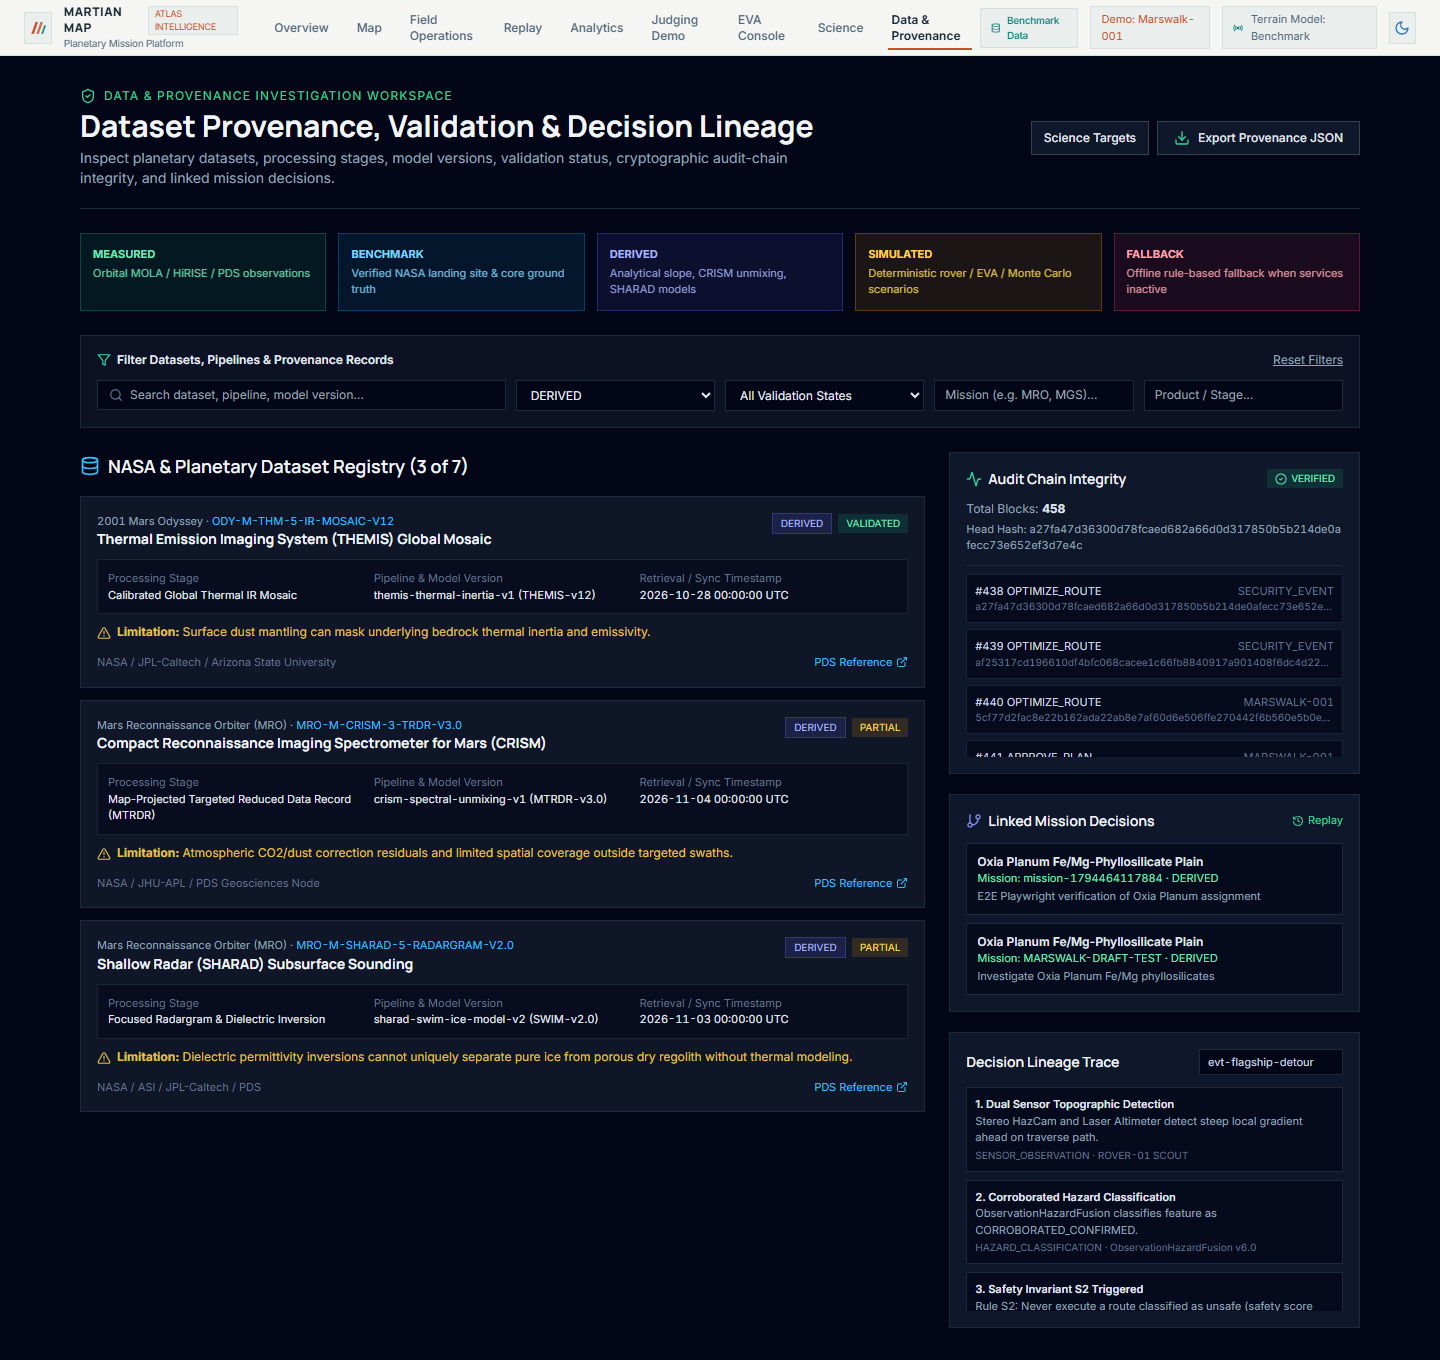 MARTIAN MAP
Planetary Mission Platform
ATLAS INTELLIGENCE
Overview
Map
Field Operations
Replay
Analytics
Judging Demo
EVA Console
Science
Data & Provenance
Benchmark Data
Demo: Marswalk-001
Terrain Model: Benchmark
DATA & PROVENANCE INVESTIGATION WORKSPACE
Dataset Provenance, Validation & Decision Lineage
Inspect planetary datasets, processing stages, model versions, validation status, cryptographic audit-chain
integrity, and linked mission decisions.
Science Targets
Export Provenance JSON
MEASURED
Orbital MOLA / HiRISE / PDS observations
BENCHMARK
Verified NASA landing site & core ground
truth
DERIVED
Analytical slope, CRISM unmixing,
SHARAD models
SIMULATED
Deterministic rover / EVA / Monte Carlo
scenarios
FALLBACK
Offline rule-based fallback when services
inactive
Filter Datasets, Pipelines & Provenance Records
Reset Filters
Search dataset, pipeline, model version...
DERIVED
All Validation States
Mission (e.g. MRO, MGS)...
Product / Stage...
NASA & Planetary Dataset Registry (3 of 7)
2001 Mars Odyssey · ODY-M-THM-5-IR-MOSAIC-V12
Thermal Emission Imaging System (THEMIS) Global Mosaic
DERIVED
VALIDATED
Processing Stage
Calibrated Global Thermal IR Mosaic
Pipeline & Model Version
themis-thermal-inertia-v1 (THEMIS-v12)
Retrieval / Sync Timestamp
2026-10-28 00:00:00 UTC
Limitation: Surface dust mantling can mask underlying bedrock thermal inertia and emissivity.
NASA / JPL-Caltech / Arizona State University
PDS Reference
Mars Reconnaissance Orbiter (MRO) · MRO-M-CRISM-3-TRDR-V3.0
Compact Reconnaissance Imaging Spectrometer for Mars (CRISM)
DERIVED
PARTIAL
Processing Stage
Map-Projected Targeted Reduced Data Record
(MTRDR)
Pipeline & Model Version
crism-spectral-unmixing-v1 (MTRDR-v3.0)
Retrieval / Sync Timestamp
2026-11-04 00:00:00 UTC
Limitation: Atmospheric CO2/dust correction residuals and limited spatial coverage outside targeted swaths.
NASA / JHU-APL / PDS Geosciences Node
PDS Reference
Mars Reconnaissance Orbiter (MRO) · MRO-M-SHARAD-5-RADARGRAM-V2.0
Shallow Radar (SHARAD) Subsurface Sounding
DERIVED
PARTIAL
Processing Stage
Focused Radargram & Dielectric Inversion
Pipeline & Model Version
sharad-swim-ice-model-v2 (SWIM-v2.0)
Retrieval / Sync Timestamp
2026-11-03 00:00:00 UTC
Limitation: Dielectric permittivity inversions cannot uniquely separate pure ice from porous dry regolith without thermal modeling.
NASA / ASI / JPL-Caltech / PDS
PDS Reference
Audit Chain Integrity
VERIFIED
Total Blocks: 458
Head Hash: a27fa47d36300d78fcaed682a66d0d317850b5b214de0a
fecc73e652ef3d7e4c
#438 OPTIMIZE_ROUTE
SECURITY_EVENT
a27fa47d36300d78fcaed682a66d0d317850b5b214de0afecc73e652e...
#439 OPTIMIZE_ROUTE
SECURITY_EVENT
af25317cd196610df4bfc068cacee1c66fb8840917a901408f6dc4d22...
#440 OPTIMIZE_ROUTE
MARSWALK-001
5cf77d2fac8e22b162ada22ab8e7af60d6e506ffe270442f6b560e5b0e...
#441 APPROVE_PLAN
MARSWALK-001
Linked Mission Decisions
Replay
Oxia Planum Fe/Mg-Phyllosilicate Plain
Mission: mission-1794464117884 · DERIVED
E2E Playwright verification of Oxia Planum assignment
Oxia Planum Fe/Mg-Phyllosilicate Plain
Mission: MARSWALK-DRAFT-TEST · DERIVED
Investigate Oxia Planum Fe/Mg phyllosilicates
Decision Lineage Trace
evt-flagship-detour
1. Dual Sensor Topographic Detection
Stereo HazCam and Laser Altimeter detect steep local gradient
ahead on traverse path.
SENSOR_OBSERVATION · ROVER-01 SCOUT
2. Corroborated Hazard Classification
ObservationHazardFusion classifies feature as
CORROBORATED_CONFIRMED.
HAZARD_CLASSIFICATION · ObservationHazardFusion v6.0
3. Safety Invariant S2 Triggered
Rule S2: Never execute a route classified as unsafe (safety score